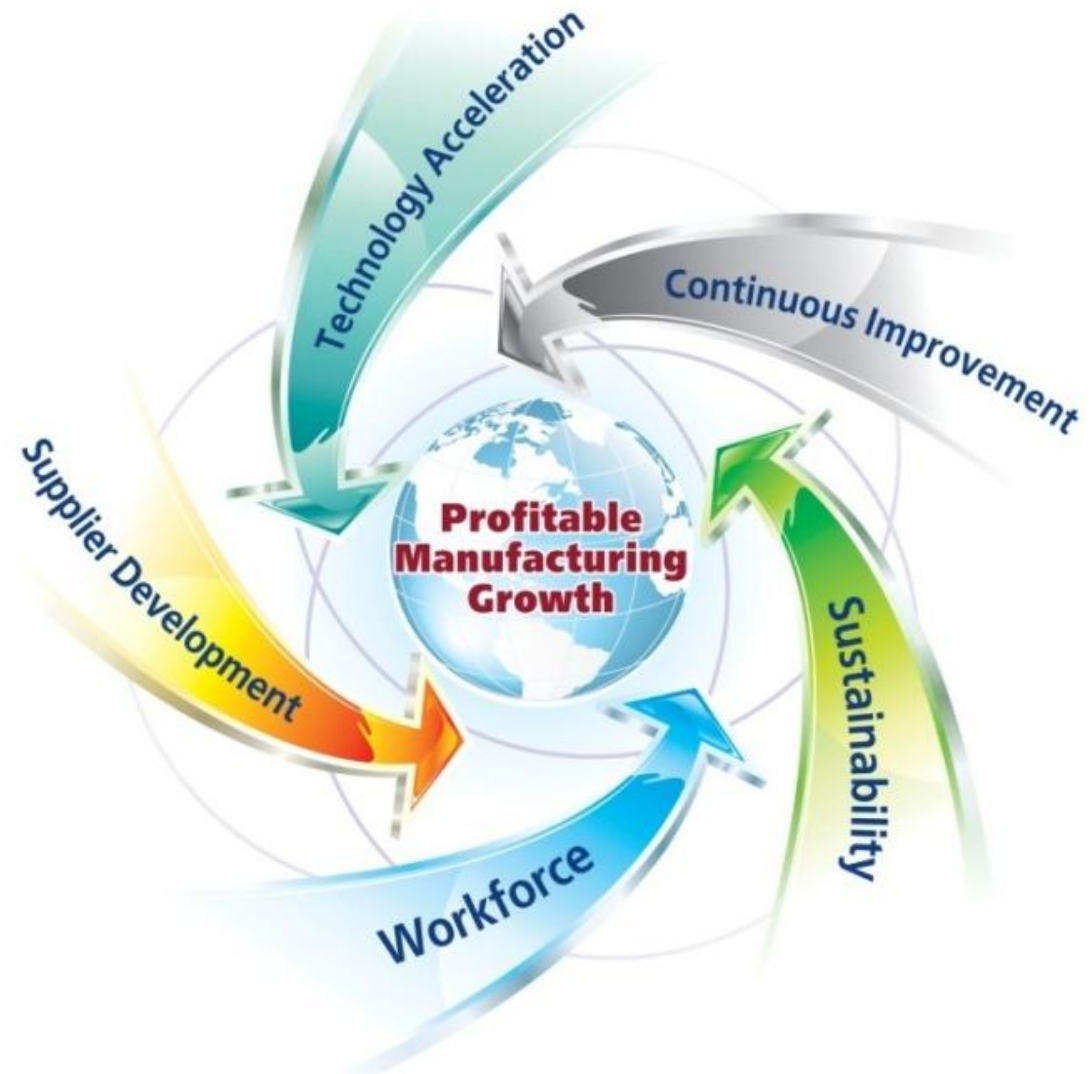 Technology Acceleration
Continuous Improvement
Supplier Development
Profitable
Manufacturing
Growth
Sustainability
Workforce